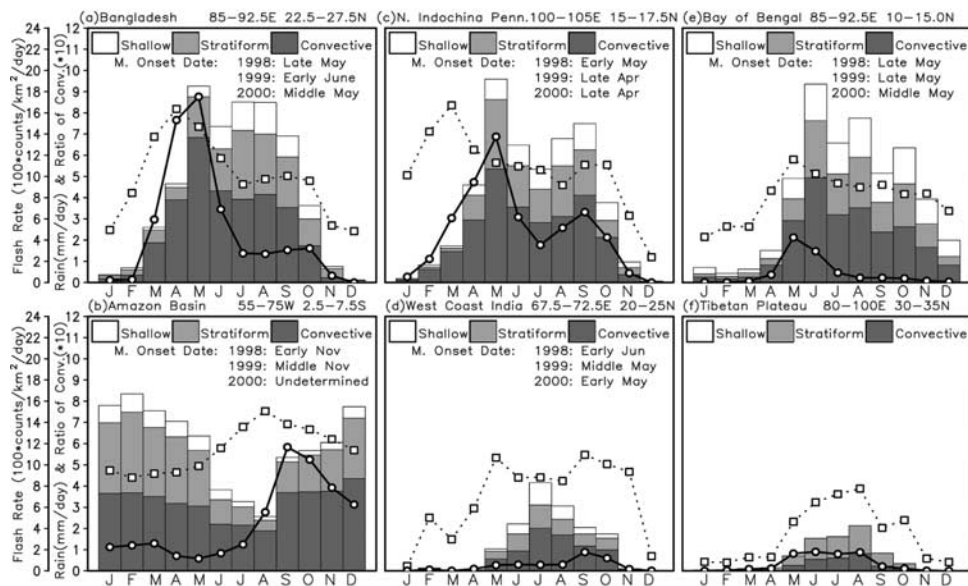 (a)Bangladesh 85−92.5E 22.5−27.5N
Shallow Stratiform Convective
M. Onset Date: 1998: Late May
1999: Early June
2000: Middle May
(c)N. Indochina Penn.100−105E 15−17.5N
Shallow Stratiform Convective
M. Onset Date: 1998: Early May
1999: Late Apr
2000: Late Apr
(e)Bay of Bengal 85−92.5E 10−15.0N
Shallow Stratiform Convective
M. Onset Date: 1998: Late May
1999: Late May
2000: Middle May
Flash Rate (100*counts/km²/day)
24
22
20
18
16
14
12
10
8
6
4
2
0
Rain(mm/day) & Ratio of Conv.(*10)
12
11
10
9
8
7
6
5
4
3
2
1
0
J F M A M J J A S O N D
J F M A M J J A S O N D
J F M A M J J A S O N D
(b)Amazon Basin 55−75W 2.5−7.5S
Shallow Stratiform Convective
M. Onset Date: 1998: Early Nov
1999: Middle Nov
2000: Undetermined
(d)West Coast India 67.5−72.5E 20−25N
Shallow Stratiform Convective
M. Onset Date: 1998: Early Jun
1999: Middle May
2000: Early May
(f)Tibetan Plateau 80−100E 30−35N
Shallow Stratiform Convective
Flash Rate (100*counts/km²/day)
24
22
20
18
16
14
12
10
8
6
4
2
0
Rain(mm/day) & Ratio of Conv.(*10)
12
11
10
9
8
7
6
5
4
3
2
1
0
J F M A M J J A S O N D
J F M A M J J A S O N D
J F M A M J J A S O N D